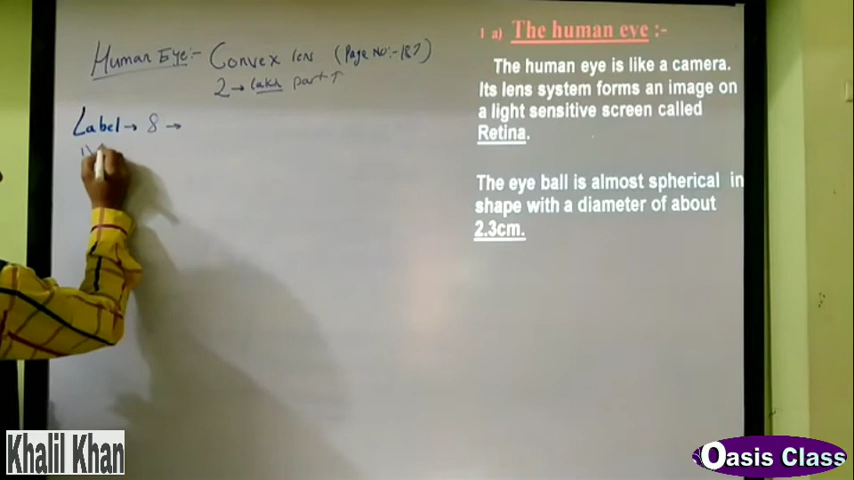 Human Eye:- Convex lens (Page No:- 187)
2 → lakh part ↑
Label → 8 →
1)
1 a) The human eye :-
The human eye is like a camera.
Its lens system forms an image on
a light sensitive screen called
Retina.
The eye ball is almost spherical in
shape with a diameter of about
2.3cm.
Khalil Khan
Oasis Class